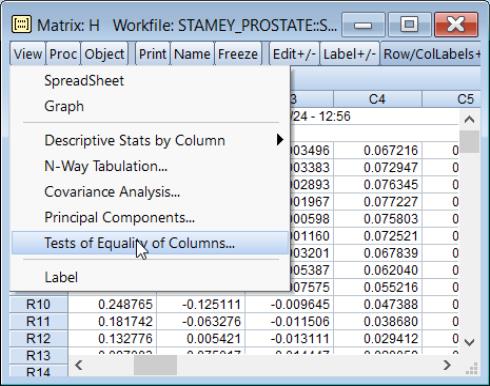 Matrix: H Workfile: STAMEY_PROSTATE::S...
View Proc Object Print Name Freeze Edit+/- Label+/- Row/ColLabels+
SpreadSheet
Graph
Descriptive Stats by Column
N-Way Tabulation...
Covariance Analysis...
Principal Components...
Tests of Equality of Columns...
Label
3 C4 C5
/24 - 12:56
003496 0.067216 0
003383 0.072947 0
002893 0.076345 0
001967 0.077227 0
000598 0.075803 0
001160 0.072521 0
003201 0.067839 0
005387 0.062040 0
007575 0.055216 0
R10 0.248765 -0.125111 -0.009645 0.047388 0
R11 0.181742 -0.063276 -0.011506 0.038680 0
R12 0.132776 0.005421 -0.013111 0.029412 0
R13
R14